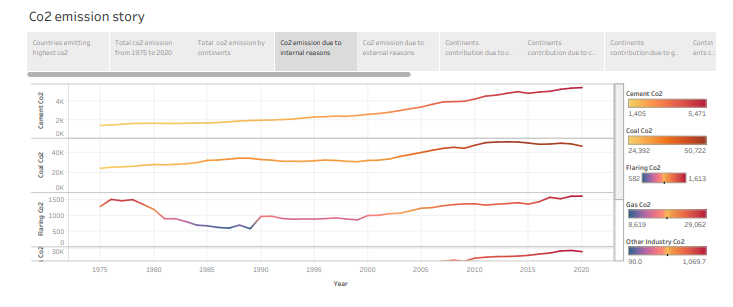 Co2 emission story
Countries emitting
highest co2
Total co2 emission
from 1975 to 2020
Total co2 emission by
continents
Co2 emission due to
internal reasons
Co2 emission due to
external reasons
Continents
contribution due to c...
Continents
contribution due to c...
Continents
contribution due to g..
Contin
ent s c..
Cement Co2
4K
2K
0K
Coal Co2
40K
20K
0K
Flaring Co2
1500
1000
500
0
Co2
30K
1975
1980
1985
1990
1995
2000
2005
2010
2015
2020
Year
Cement Co2
1,405
5,471
Coal Co2
24,392
50,722
Flaring Co2
582
1,613
Gas Co2
8,619
29,062
Other Industry Co2
90.0
1,069.7